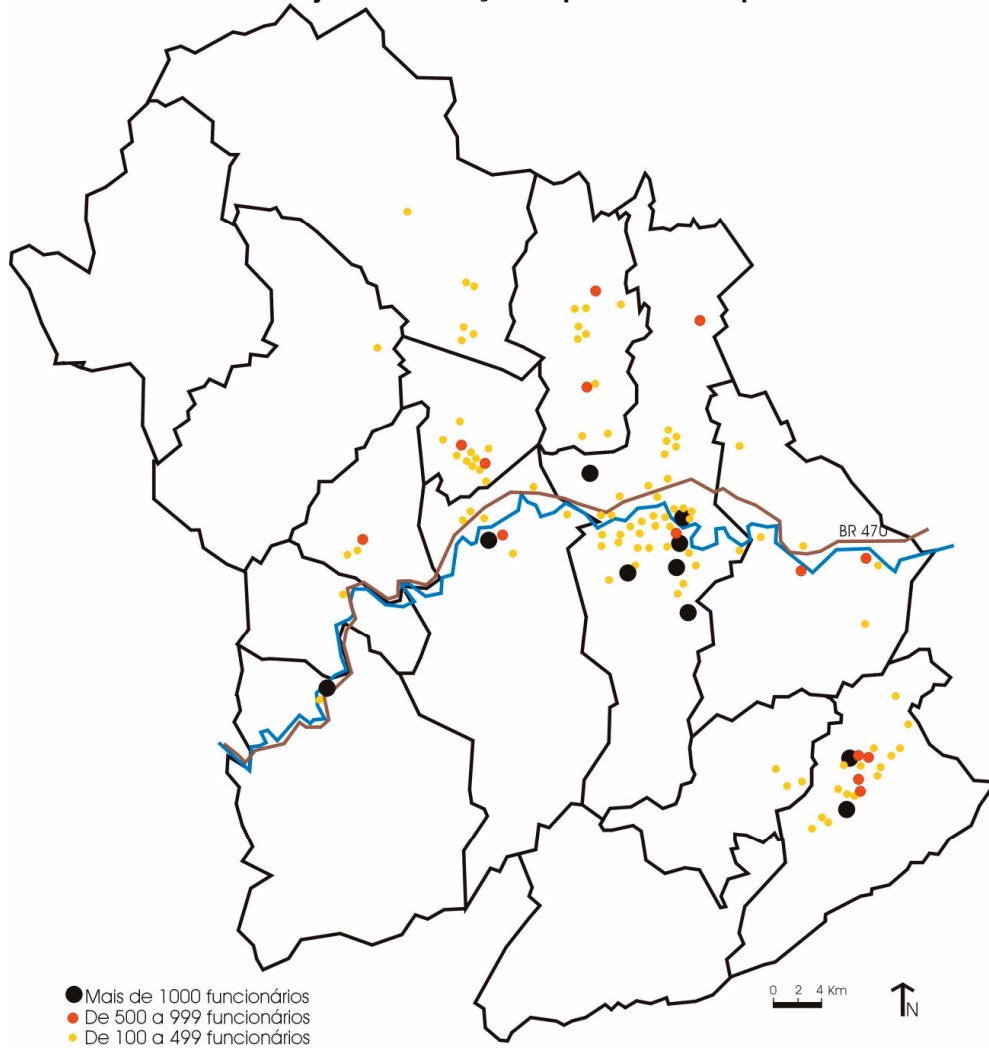 BR 470
Mais de 1000 funcionários
De 500 a 999 funcionários
De 100 a 499 funcionários
0 2 4 Km
N